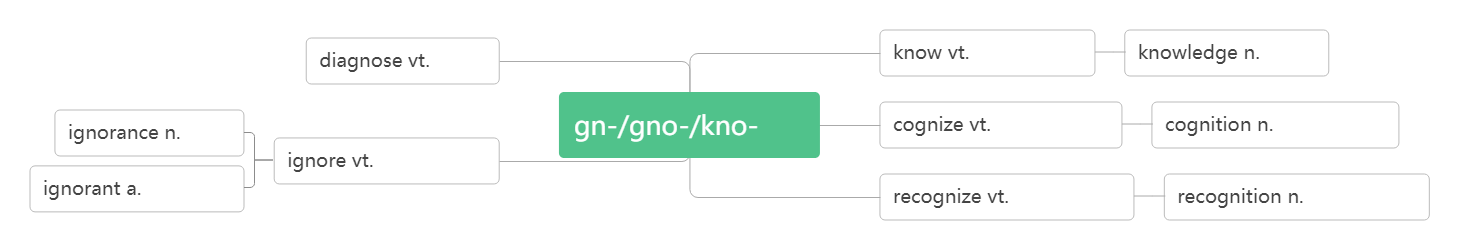 diagnose vt.
ignorance n.
ignorant a.
ignore vt.
gn-/gno-/kno-
know vt.
knowledge n.
cognize vt.
cognition n.
recognize vt.
recognition n.